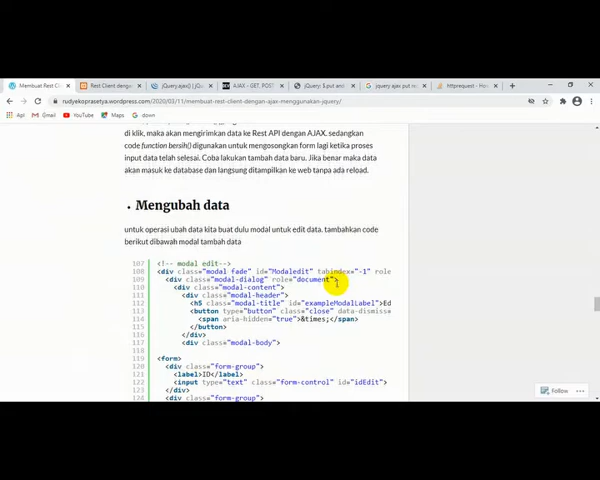 Membuat Rest Cli
Rest Client denga
jQuery.ajax() | jQ
AJAX - GET, POST
jQuery: $.put and
jquery ajax put re
httprequest - How
rudyekoprasetya.wordpress.com/2020/03/11/membuat-rest-client-dengan-ajax-menggunakan-jquery/
Apl
Gmail
YouTube
Maps
down
di klik, maka akan mengirimkan data ke Rest API dengan AJAX. sedangkan
code function bersih() digunakan untuk mengosongkan form lagi ketika proses
input data telah selesai. Coba lakukan tambah data baru. Jika benar maka data
akan masuk ke database dan langsung ditampilkan ke web tanpa ada reload.
• Mengubah data
untuk operasi ubah data kita buat dulu modal untuk edit data. tambahkan code
berikut dibawah modal tambah data
107 <!-- modal edit-->
108 <div class="modal fade" id="Modaledit" tabindex="-1" role
109 <div class="modal-dialog" role="document">
110 <div class="modal-content">
111 <div class="modal-header">
112 <h5 class="modal-title" id="exampleModalLabel">Ed
113 <button type="button" class="close" data-dismiss
114 <span aria-hidden="true">&times;</span>
115 </button>
116 </div>
117 <div class="modal-body">
118
119 <form>
120 <div class="form-group">
121 <label>ID</label>
122 <input type="text" class="form-control" id="idEdit">
123 </div>
124 <div class="form-group">
Follow